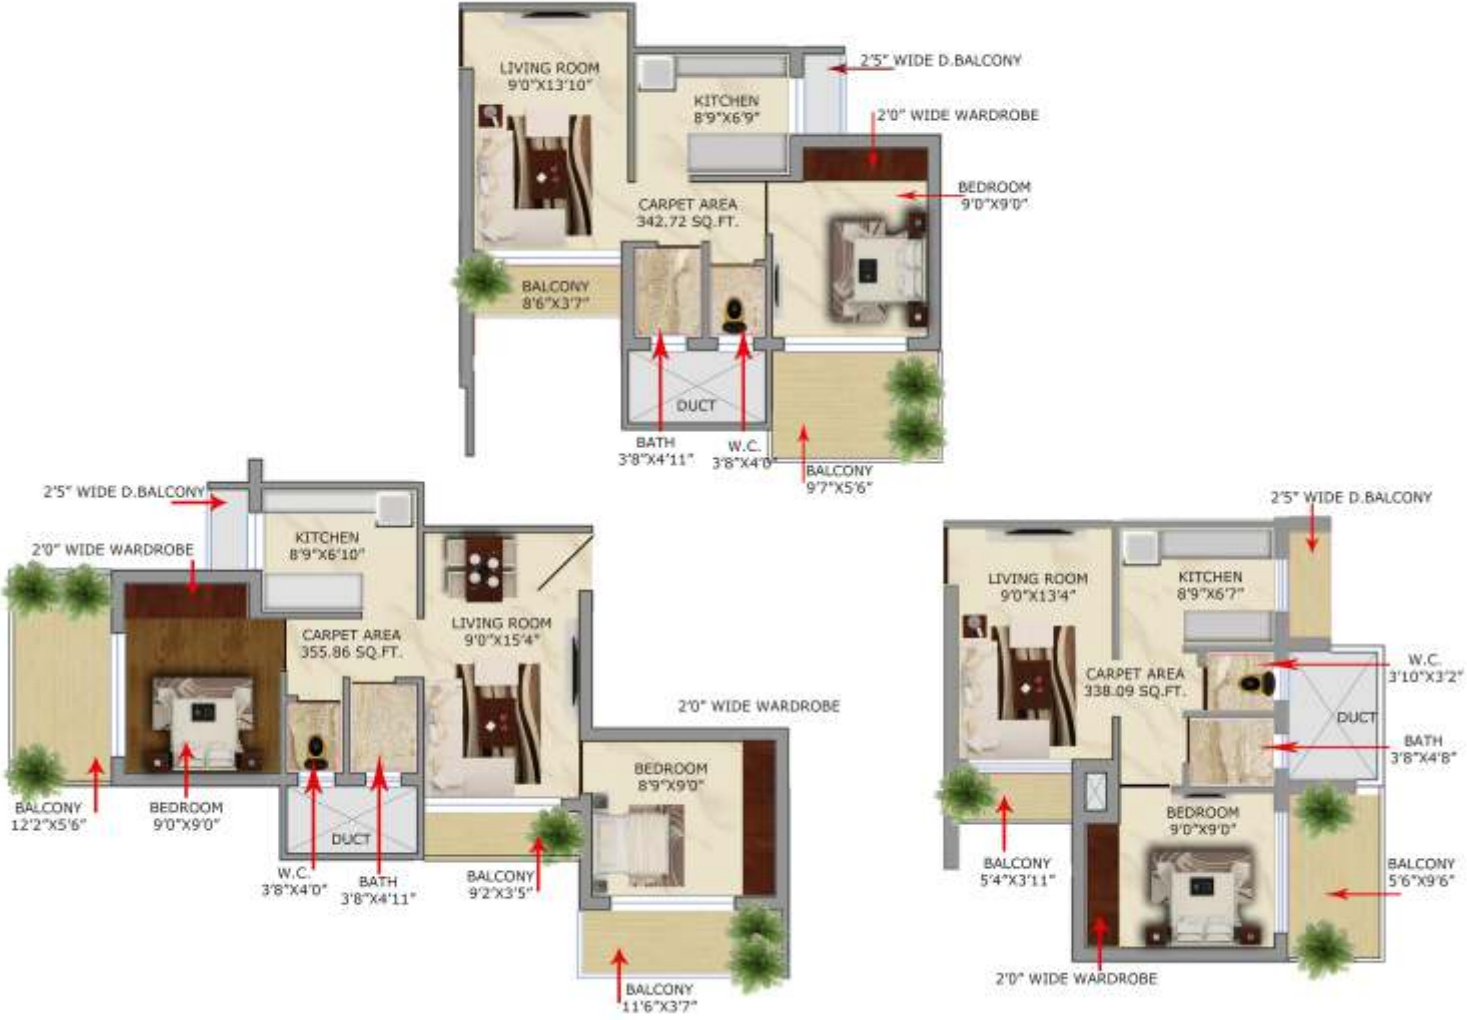 LIVING ROOM
9'0"X13'10"
2'5" WIDE D.BALCONY
KITCHEN
8'9"X6'9"
2'0" WIDE WARDROBE
BEDROOM
9'0"X9'0"
CARPET AREA
342.72 SQ.FT.
BALCONY
8'6"X3'7"
DUCT
BATH
3'8"X4'11"
W.C.
3'8"X4'0"
BALCONY
9'7"X5'6"
2'5" WIDE D.BALCONY
KITCHEN
8'9"X6'10"
2'0" WIDE WARDROBE
LIVING ROOM
9'0"X15'4"
CARPET AREA
355.86 SQ.FT.
2'0" WIDE WARDROBE
BEDROOM
8'9"X9'0"
BALCONY
12'2"X5'6"
BEDROOM
9'0"X9'0"
DUCT
W.C.
3'8"X4'0"
BATH
3'8"X4'11"
BALCONY
9'2"X3'5"
BALCONY
11'6"X3'7"
2'5" WIDE D.BALCONY
LIVING ROOM
9'0"X13'4"
KITCHEN
8'9"X6'7"
CARPET AREA
338.09 SQ.FT.
W.C.
3'10"X3'2"
DUCT
BATH
3'8"X4'8"
BEDROOM
9'0"X9'0"
BALCONY
5'4"X3'11"
BALCONY
5'6"X9'6"
2'0" WIDE WARDROBE